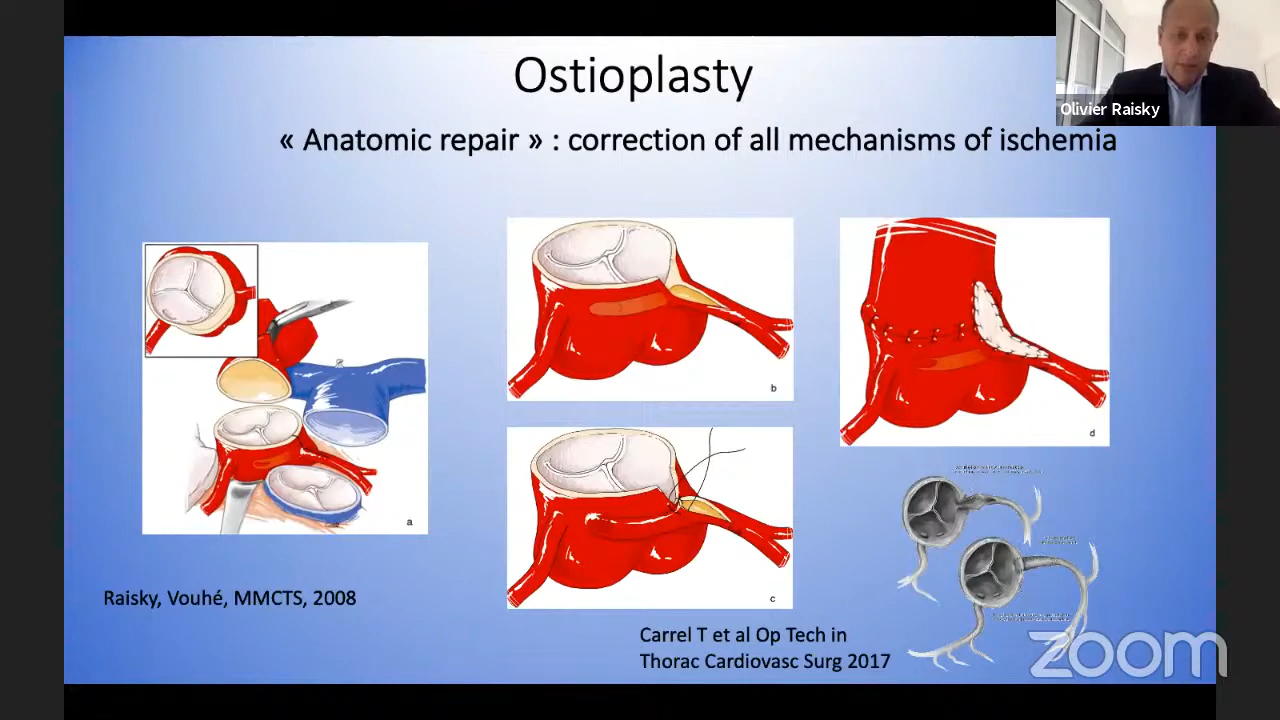 Ostioplasty
Olivier Raisky
« Anatomic repair » : correction of all mechanisms of ischemia
a
b
c
d
Raisky, Vouhé, MMCTS, 2008
Carrel T et al Op Tech in
Thorac Cardiovasc Surg 2017
zoom